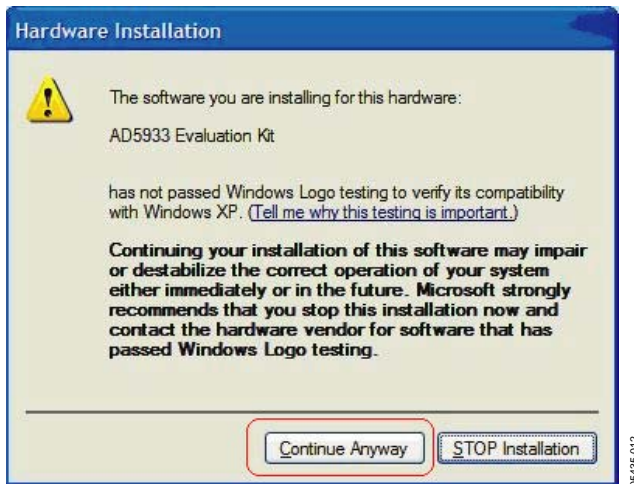 Hardware Installation
The software you are installing for this hardware:
AD5933 Evaluation Kit
has not passed Windows Logo testing to verify its compatibility
with Windows XP. (Tell me why this testing is important.)
Continuing your installation of this software may impair
or destabilize the correct operation of your system
either immediately or in the future. Microsoft strongly
recommends that you stop this installation now and
contact the hardware vendor for software that has
passed Windows Logo testing.
Continue Anyway
STOP Installation